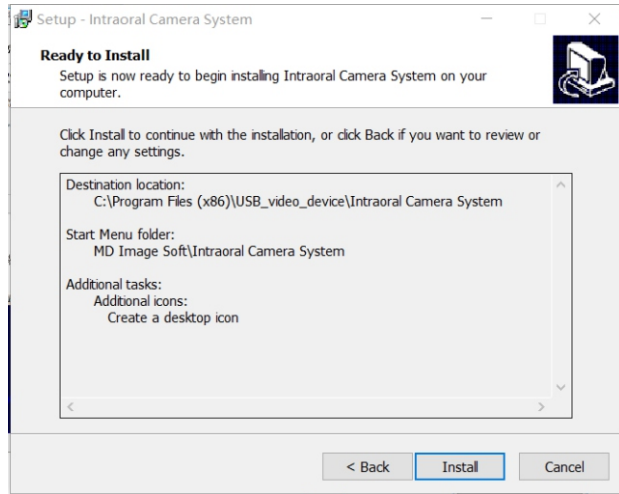 Setup - Intraoral Camera System
Ready to Install
Setup is now ready to begin installing Intraoral Camera System on your
computer.
Click Install to continue with the installation, or click Back if you want to review or
change any settings.
Destination location:
C:\Program Files (x86)\USB_video_device\Intraoral Camera System
Start Menu folder:
MD Image Soft\Intraoral Camera System
Additional tasks:
Additional icons:
Create a desktop icon
< Back
Install
Cancel